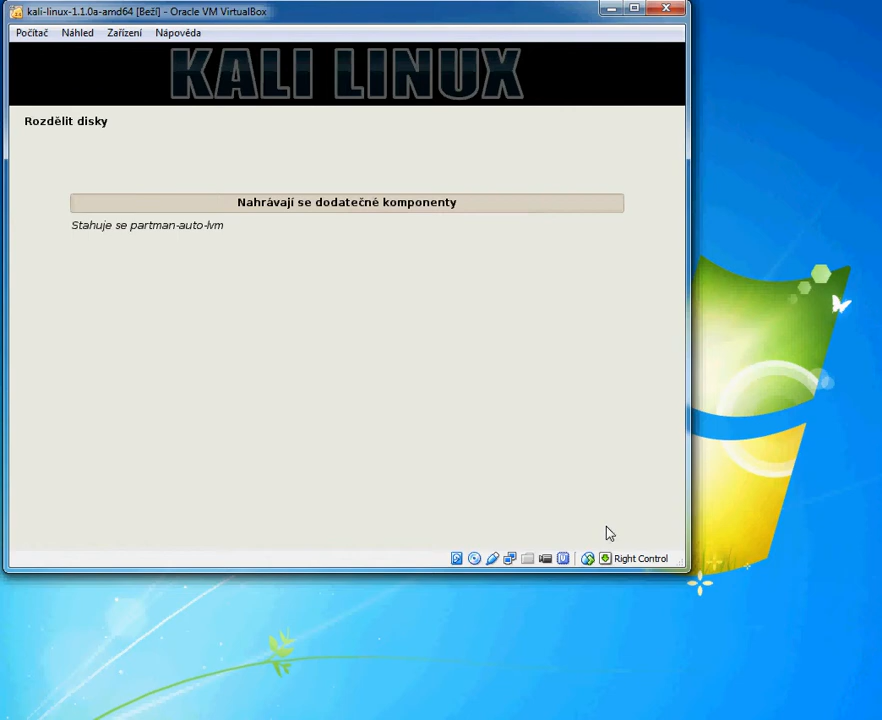 kali-linux-1.1.0a-amd64 [Beží] - Oracle VM VirtualBox
Počítač Náhled Zařízení Nápověda
KALI LINUX
Rozdělit disky
Nahrávají se dodatečné komponenty
Stahuje se partman-auto-lvm
Right Control